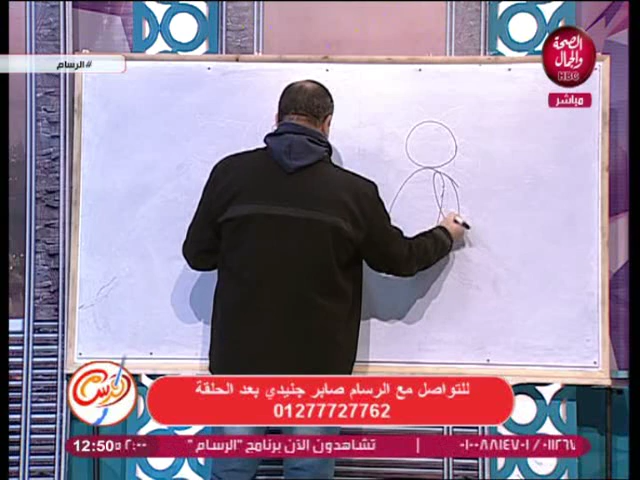 #الرسام
الصحة
والجمال
HBC
مباشر
للتواصل مع الرسام صابر جنيدي بعد الحلقة
01277727762
12:50
تشاهدون الآن برنامج "الرسام"